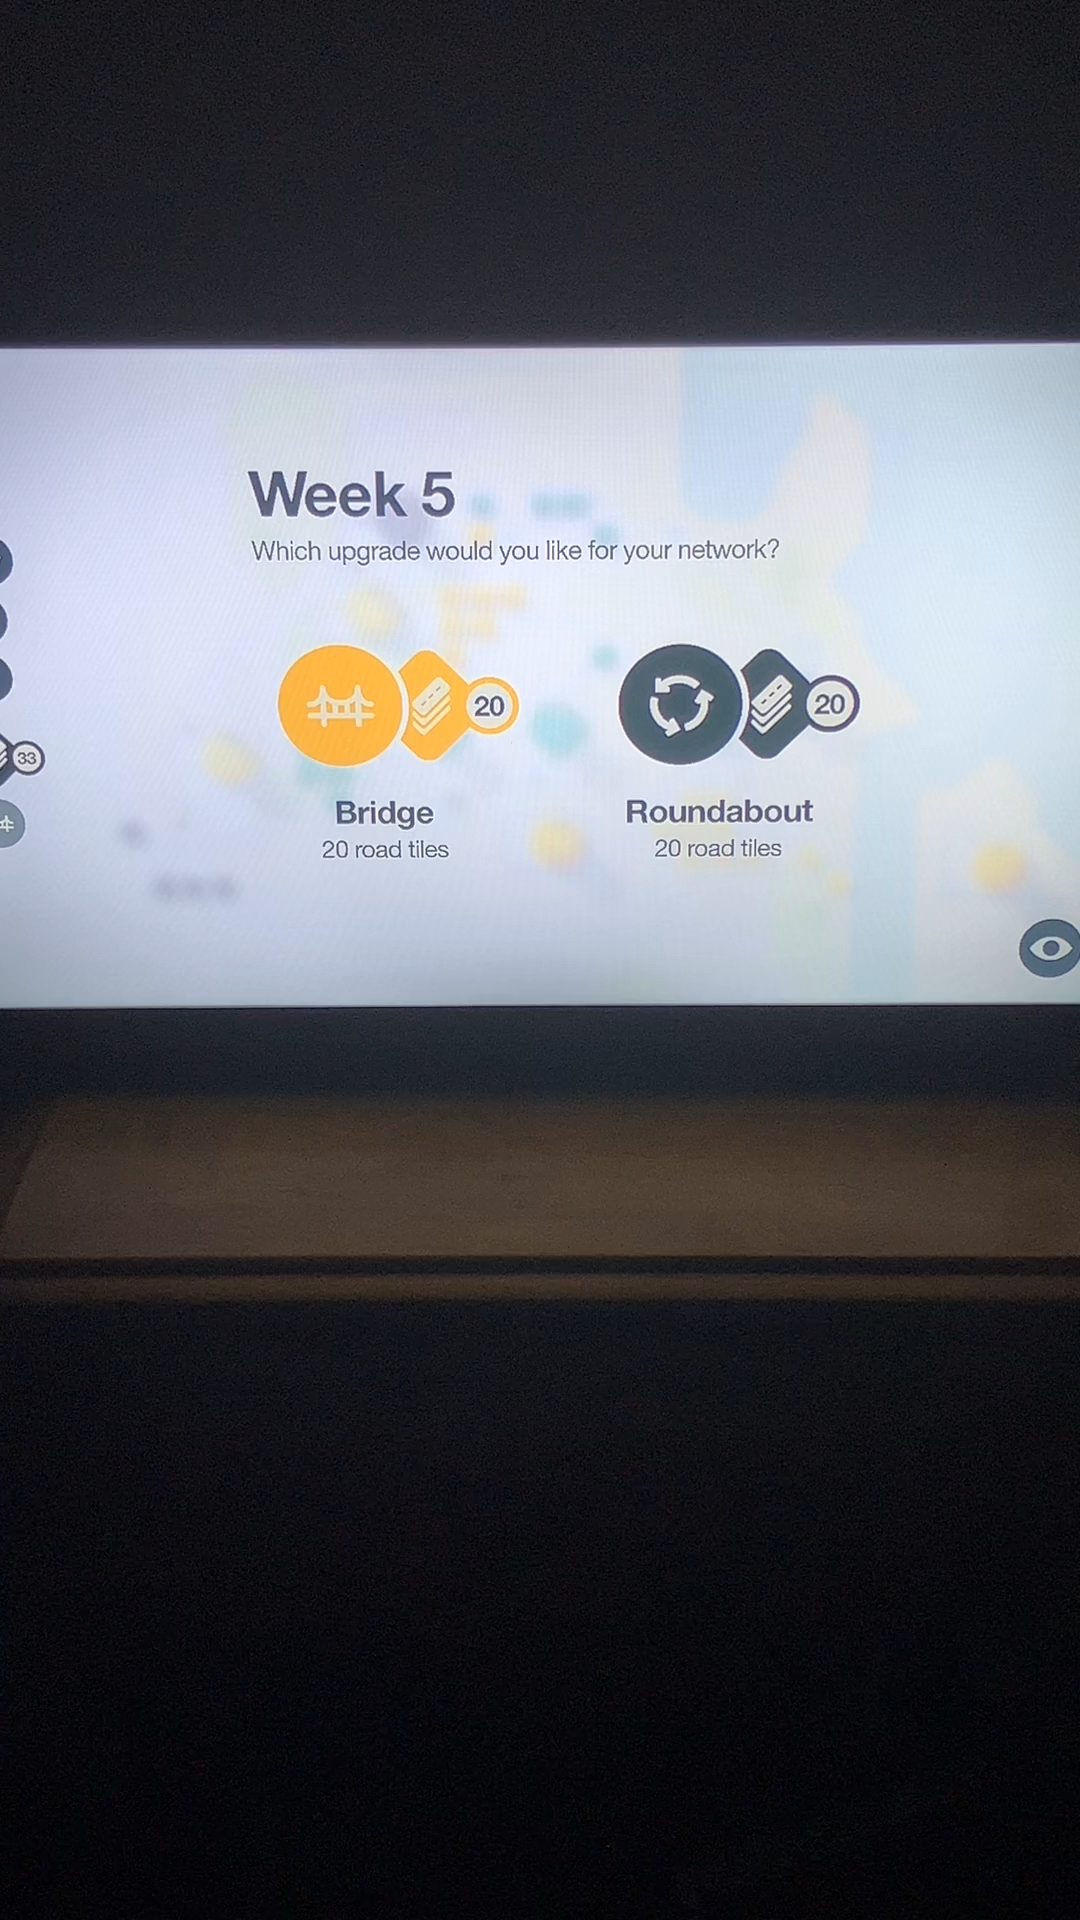 Week 5
Which upgrade would you like for your network?
20
20
33
Bridge
Roundabout
20 road tiles
20 road tiles